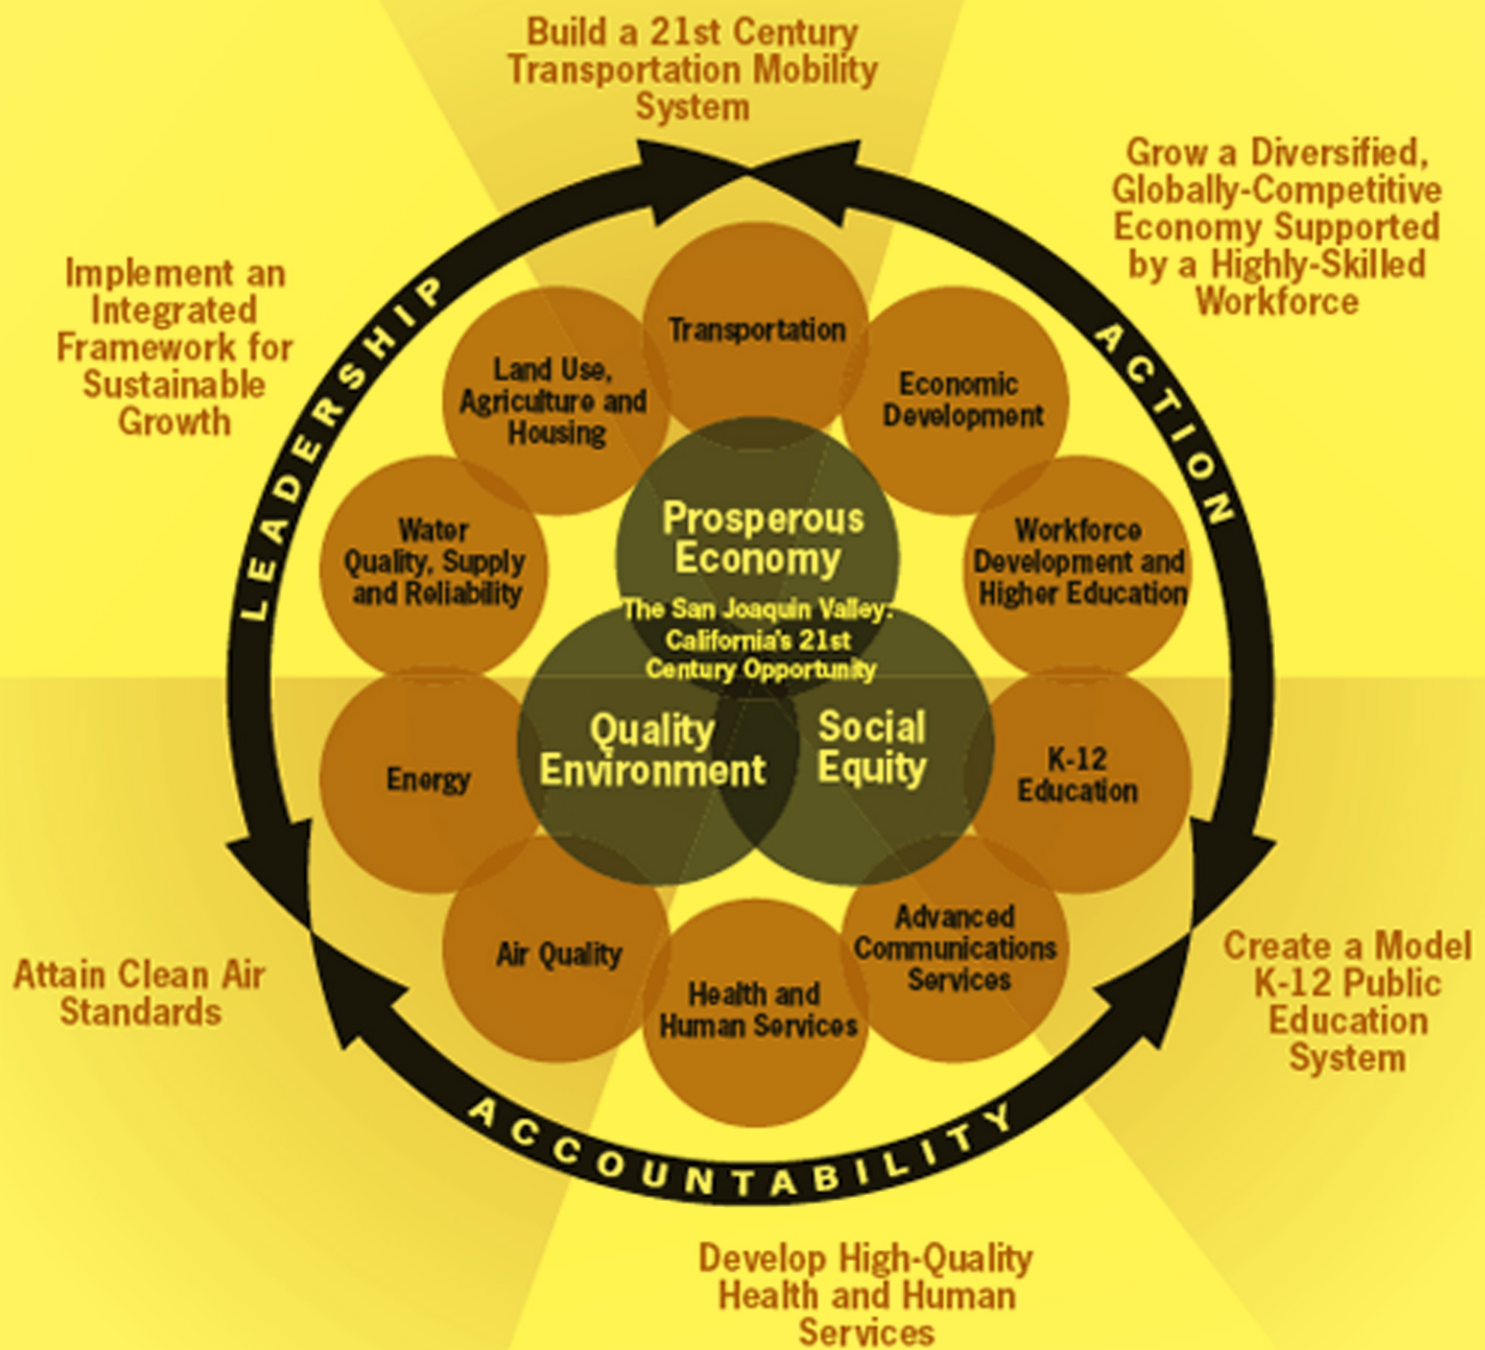 Build a 21st Century
Transportation Mobility
System
Grow a Diversified,
Globally-Competitive
Economy Supported
by a Highly-Skilled
Workforce
Implement an
Integrated
Framework for
Sustainable
Growth
LEADERSHIP
ACTION
Transportation
Land Use,
Agriculture and
Housing
Economic
Development
Water
Quality, Supply
and Reliability
Workforce
Development and
Higher Education
Prosperous
Economy
The San Joaquin Valley:
California's 21st
Century Opportunity
Quality
Environment
Social
Equity
Energy
K-12
Education
Air Quality
Advanced
Communications
Services
Health and
Human Services
Attain Clean Air
Standards
Create a Model
K-12 Public
Education
System
ACCOUNTABILITY
Develop High-Quality
Health and Human
Services